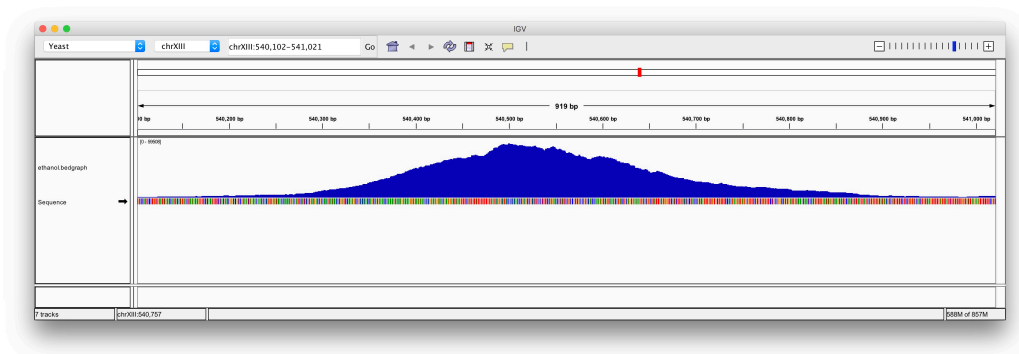 IGV
Yeast chrXIII chrXIII:540,102-541,021 Go
919 bp
00 bp 540,200 bp 540,300 bp 540,400 bp 540,500 bp 540,600 bp 540,700 bp 540,800 bp 540,900 bp 541,000 bp
ethanol.bedgraph
Sequence
7 tracks chrXIII:540,757 588M of 857M